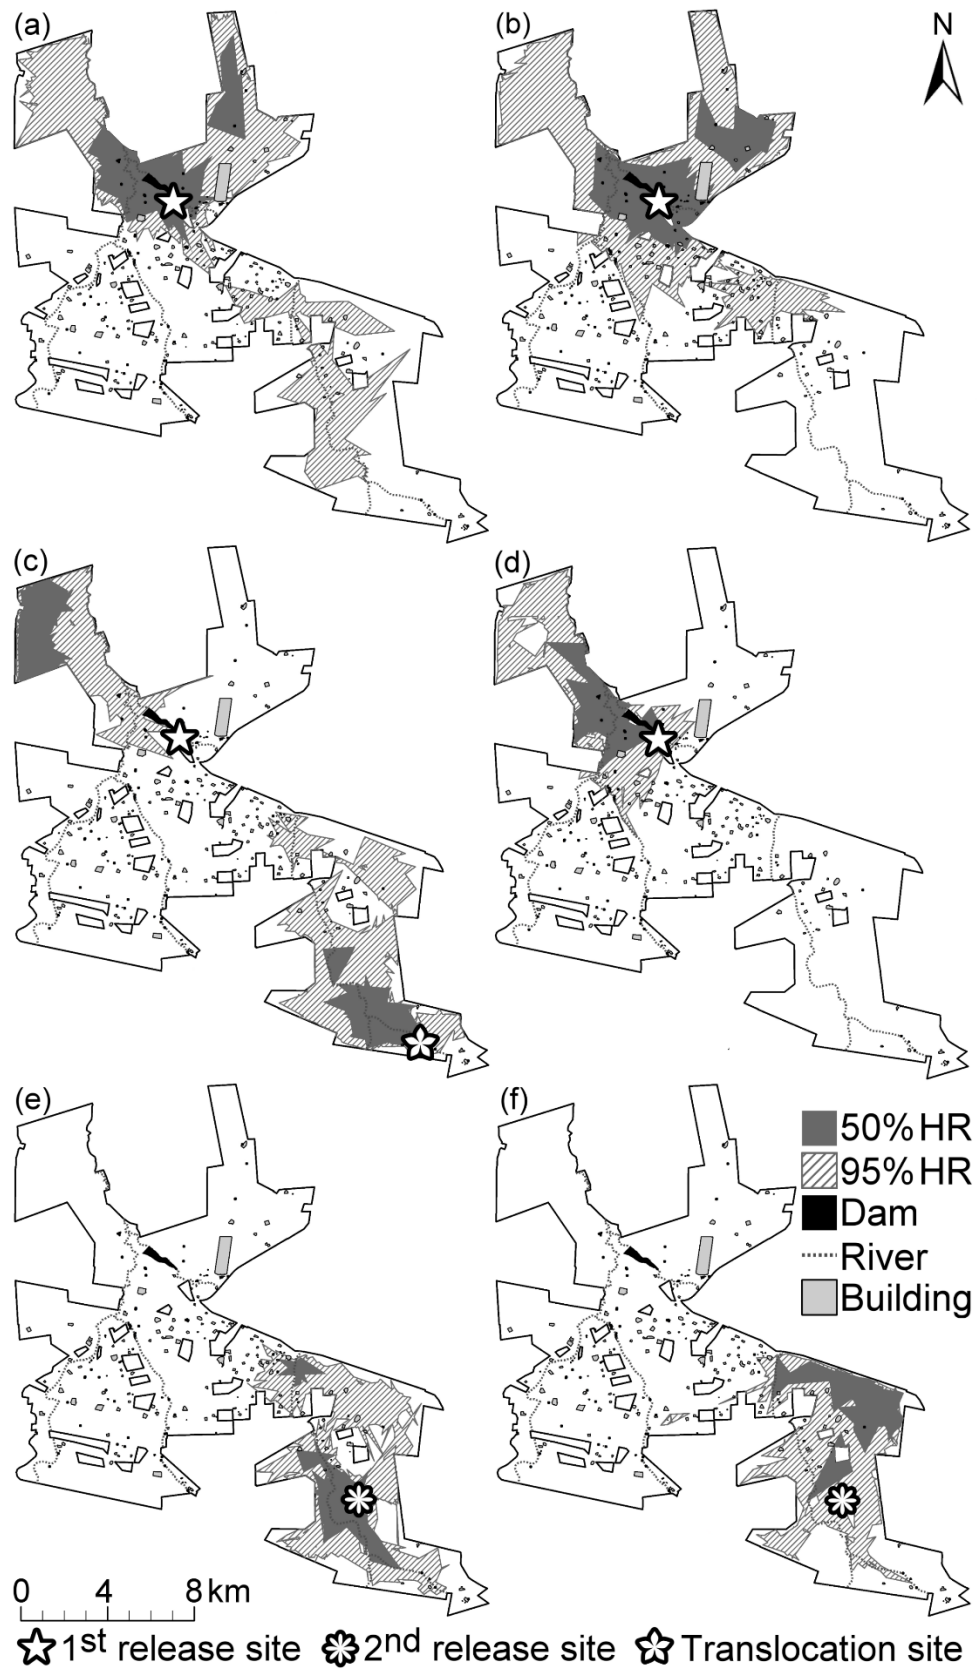 (a)
(b)
N
(c)
(d)
(e)
(f)
50% HR
95% HR
Dam
River
Building
0 4 8 km
1st release site 2nd release site Translocation site